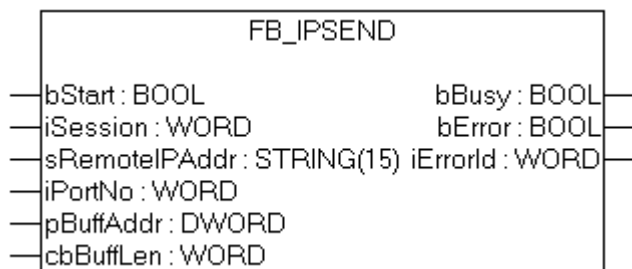 FB_IPSEND
bStart : BOOL bBusy : BOOL
iSession : WORD bError : BOOL
sRemoteIPAddr : STRING(15) iErrorId : WORD
iPortNo : WORD
pBuffAddr : DWORD
cbBuffLen : WORD